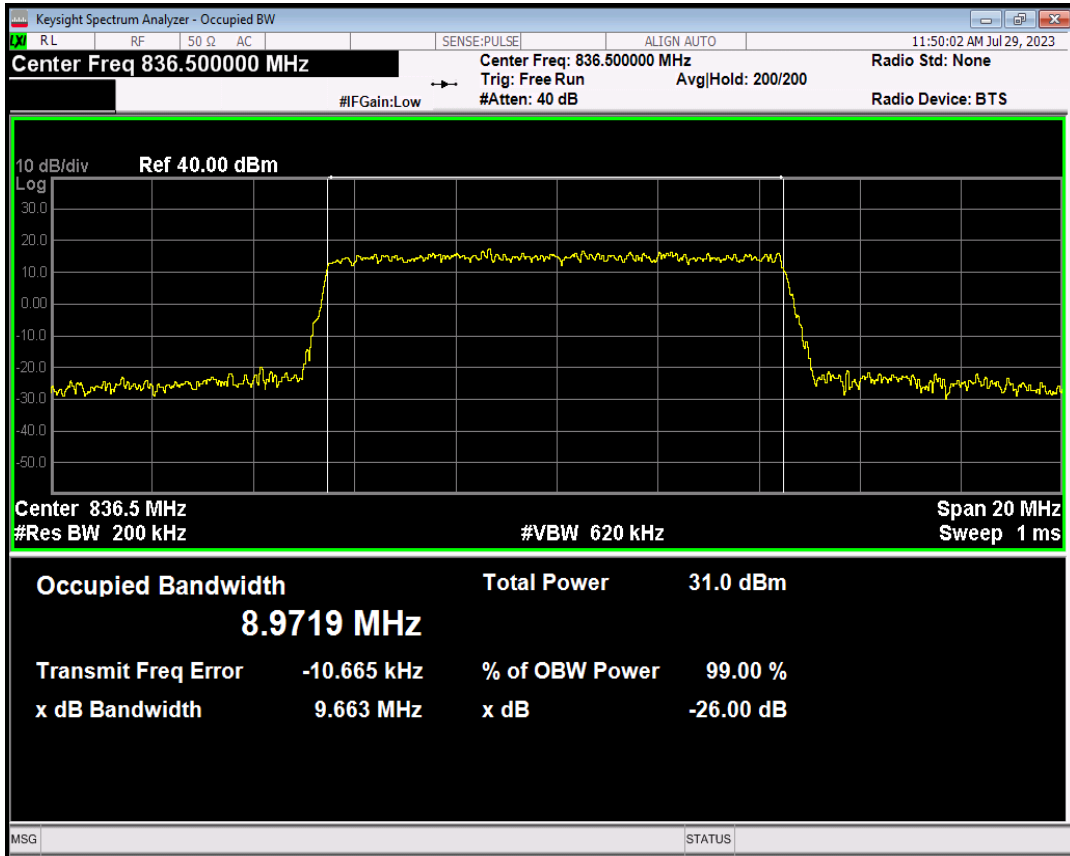 Keysight Spectrum Analyzer - Occupied BW
LXI RL RF 50 Ω AC SENSE:PULSE ALIGN AUTO 11:50:02 AM Jul 29, 2023
Center Freq 836.500000 MHz Center Freq: 836.500000 MHz Radio Std: None
Trig: Free Run Avg|Hold: 200/200
#IFGain:Low #Atten: 40 dB Radio Device: BTS
10 dB/div Ref 40.00 dBm
Log
30.0
20.0
10.0
0.00
-10.0
-20.0
-30.0
-40.0
-50.0
Center 836.5 MHz Span 20 MHz
#Res BW 200 kHz #VBW 620 kHz Sweep 1 ms
Occupied Bandwidth Total Power 31.0 dBm
8.9719 MHz
Transmit Freq Error -10.665 kHz % of OBW Power 99.00 %
x dB Bandwidth 9.663 MHz x dB -26.00 dB
MSG STATUS